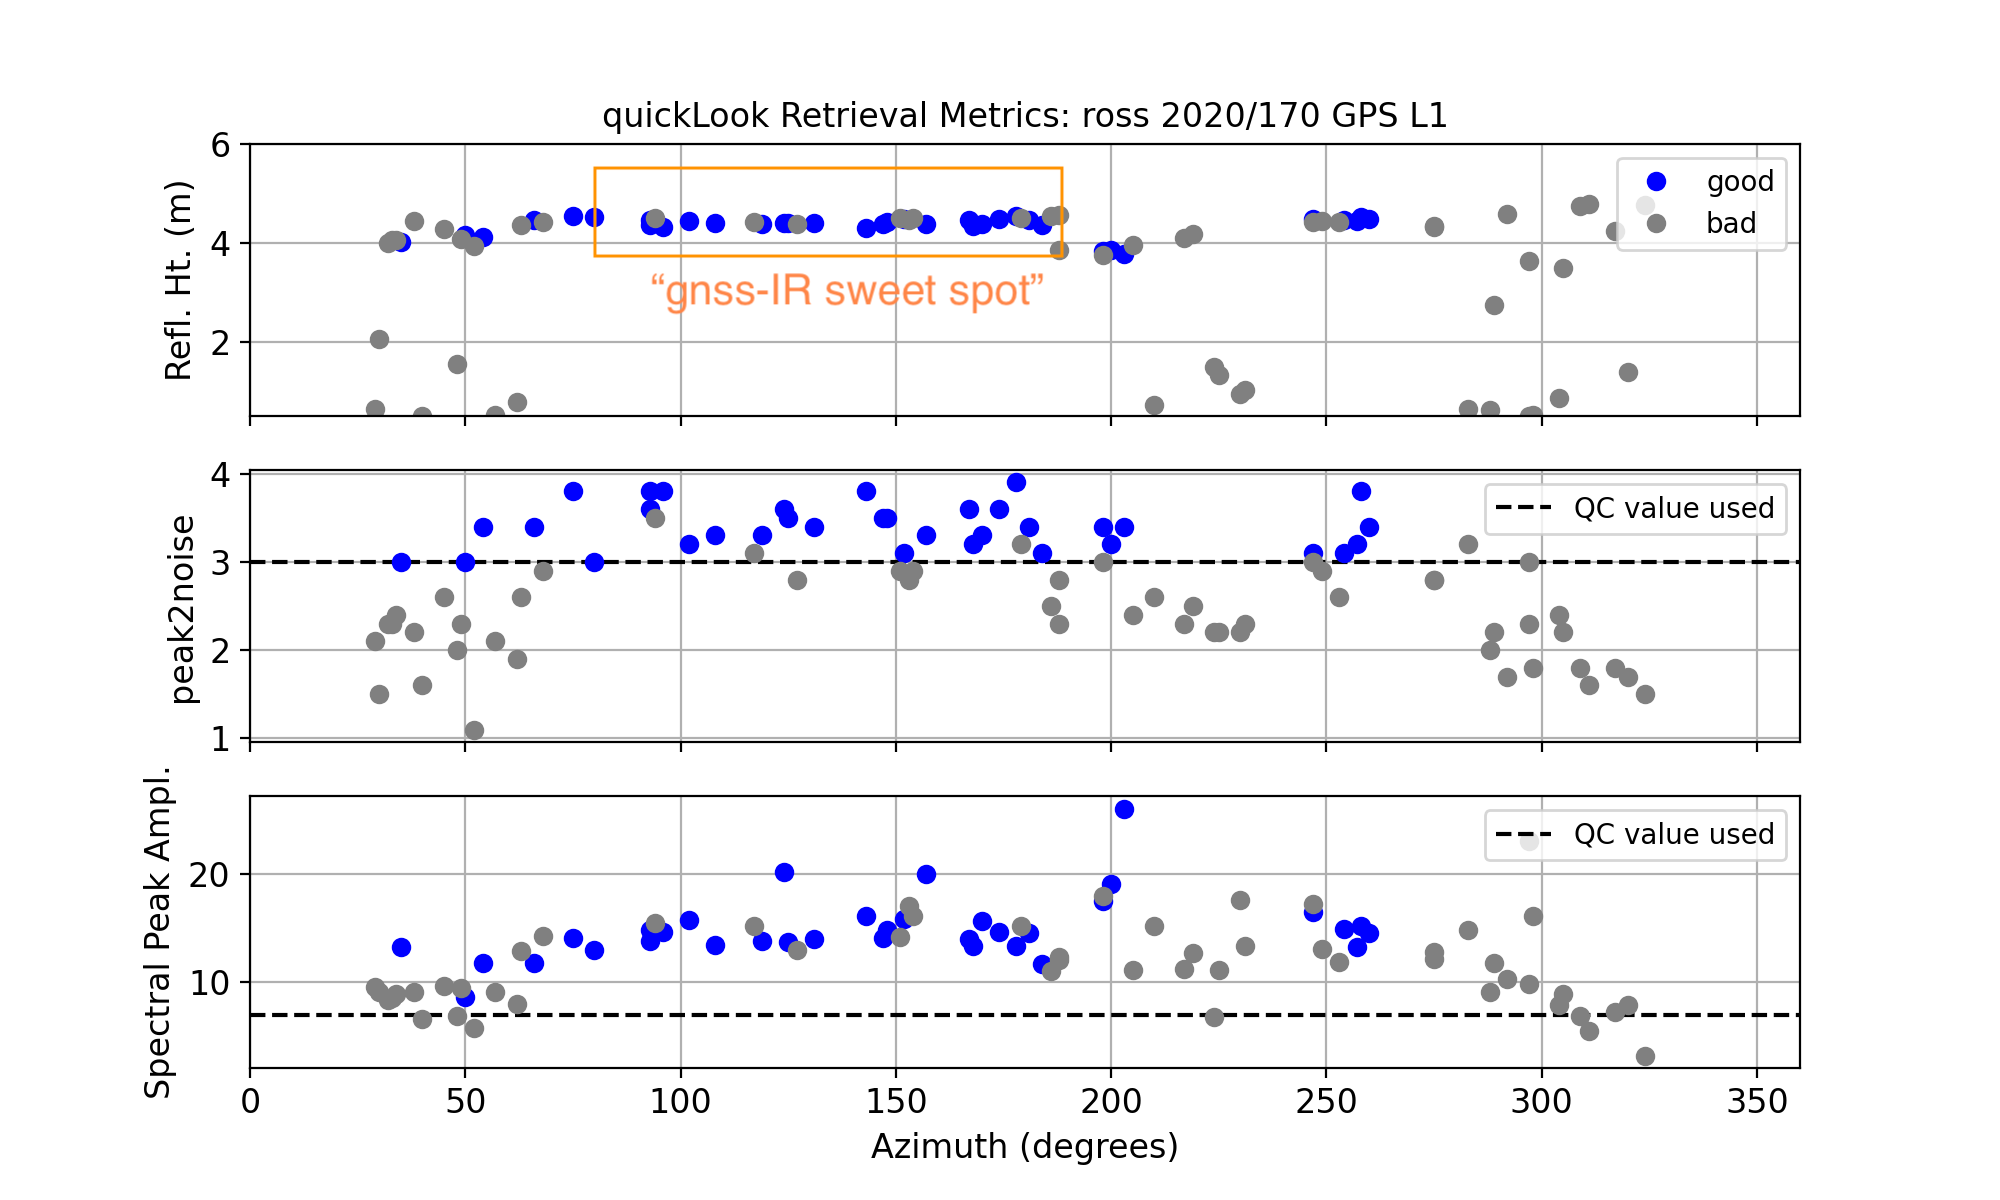 quickLook Retrieval Metrics: ross 2020/170 GPS L1
Refl. Ht. (m)
6
4
2
good
bad
“gnss-IR sweet spot”
peak2noise
4
3
2
1
QC value used
Spectral Peak Ampl.
20
10
QC value used
0 50 100 150 200 250 300 350
Azimuth (degrees)